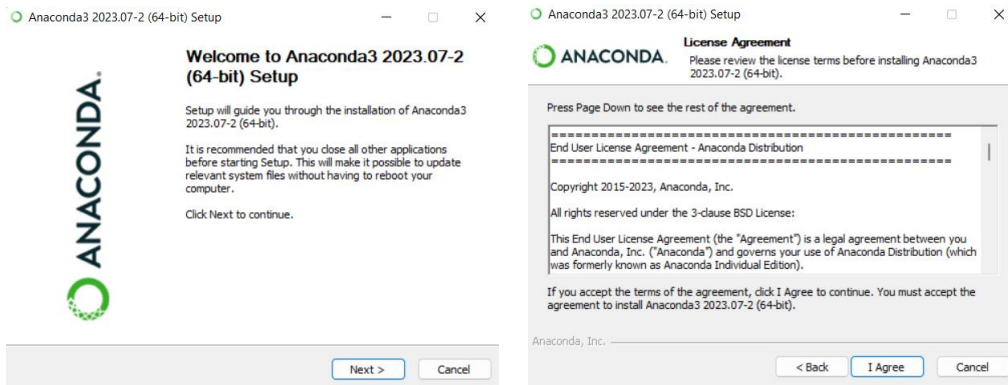 Anaconda3 2023.07-2 (64-bit) Setup
ANACONDA.
Welcome to Anaconda3 2023.07-2
(64-bit) Setup
Setup will guide you through the installation of Anaconda3
2023.07-2 (64-bit).
It is recommended that you close all other applications
before starting Setup. This will make it possible to update
relevant system files without having to reboot your
computer.
Click Next to continue.
Next >
Cancel
Anaconda3 2023.07-2 (64-bit) Setup
ANACONDA.
License Agreement
Please review the license terms before installing Anaconda3
2023.07-2 (64-bit).
Press Page Down to see the rest of the agreement.
==================================================
End User License Agreement - Anaconda Distribution
==================================================
Copyright 2015-2023, Anaconda, Inc.
All rights reserved under the 3-clause BSD License:
This End User License Agreement (the "Agreement") is a legal agreement between you
and Anaconda, Inc. ("Anaconda") and governs your use of Anaconda Distribution (which
was formerly known as Anaconda Individual Edition).
If you accept the terms of the agreement, click I Agree to continue. You must accept the
agreement to install Anaconda3 2023.07-2 (64-bit).
Anaconda, Inc.
< Back
I Agree
Cancel